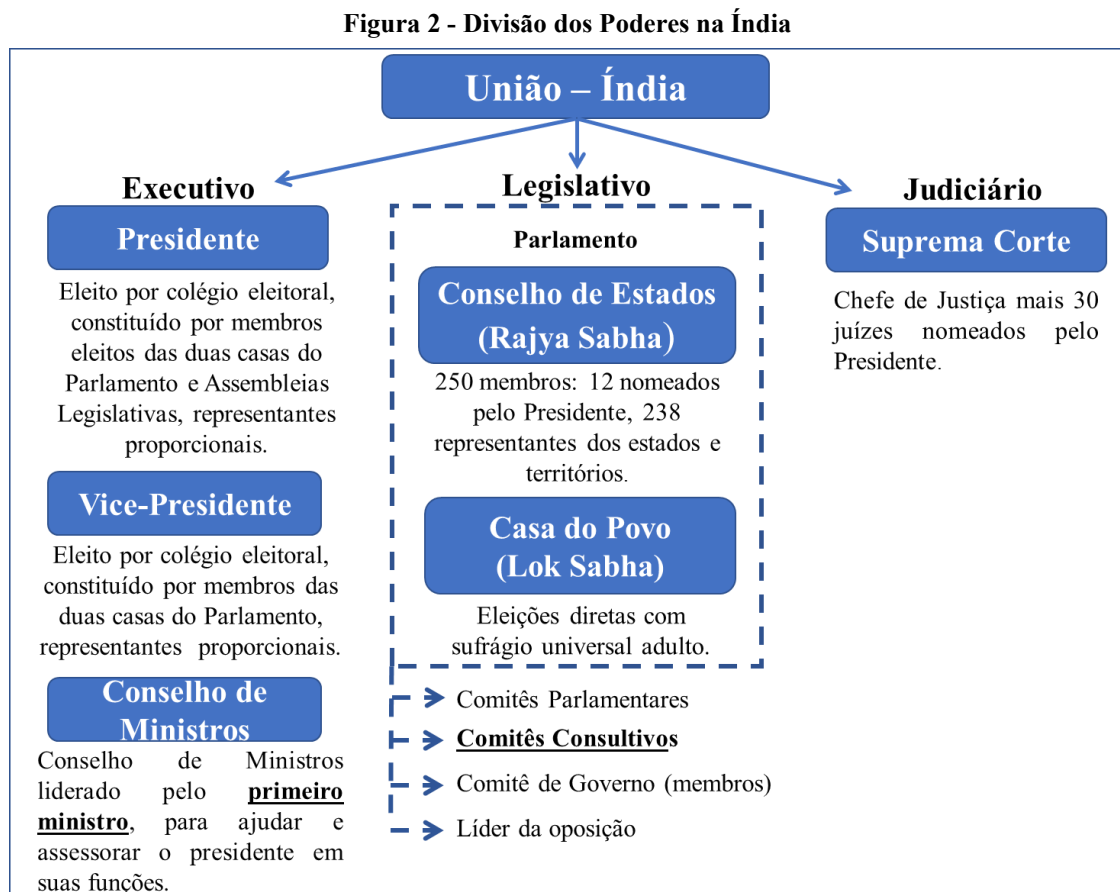 Figura 2 - Divisão dos Poderes na Índia
União – Índia
Executivo
Presidente
Eleito por colégio eleitoral,
constituído por membros
eleitos das duas casas do
Parlamento e Assembleias
Legislativas, representantes
proporcionais.
Vice-Presidente
Eleito por colégio eleitoral,
constituído por membros das
duas casas do Parlamento,
representantes proporcionais.
Conselho de
Ministros
Conselho de Ministros
liderado pelo primeiro
ministro, para ajudar e
assessorar o presidente em
suas funções.
Legislativo
Parlamento
Conselho de Estados
(Rajya Sabha)
250 membros: 12 nomeados
pelo Presidente, 238
representantes dos estados e
territórios.
Casa do Povo
(Lok Sabha)
Eleições diretas com
sufrágio universal adulto.
Comitês Parlamentares
Comitês Consultivos
Comitê de Governo (membros)
Líder da oposição
Judiciário
Suprema Corte
Chefe de Justiça mais 30
juízes nomeados pelo
Presidente.